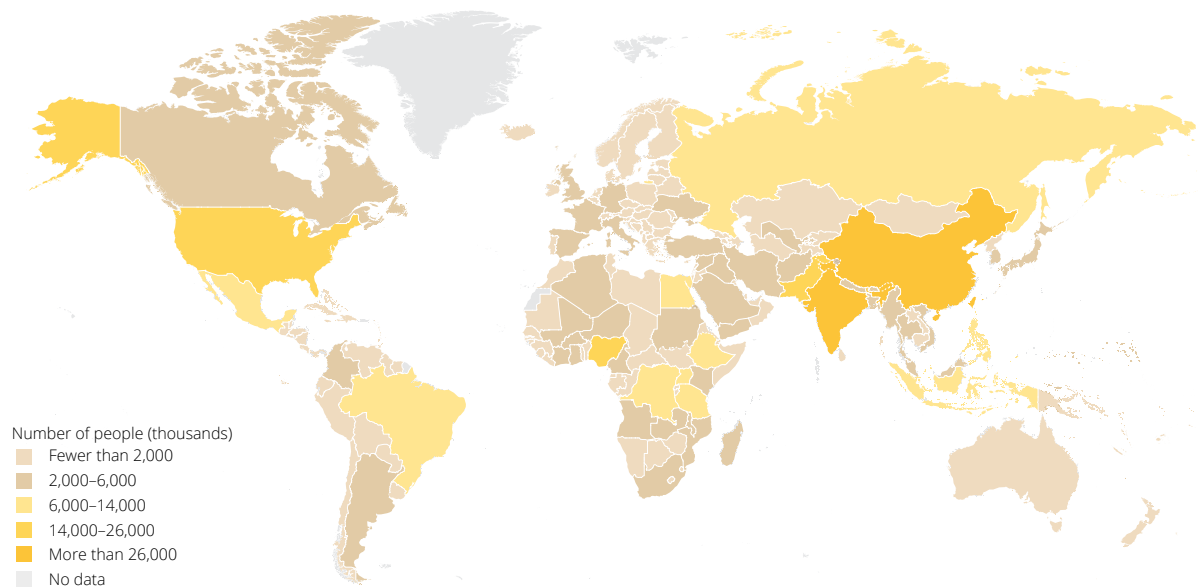 Number of people (thousands)
Fewer than 2,000
2,000–6,000
6,000–14,000
14,000–26,000
More than 26,000
No data